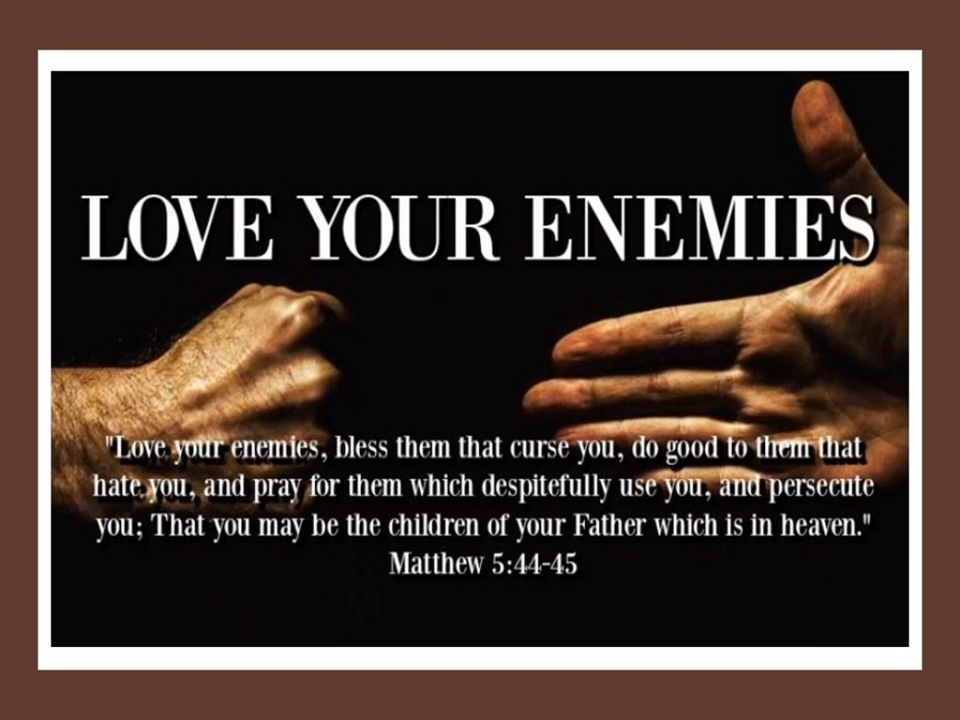 LOVE YOUR ENEMIES
"Love your enemies, bless them that curse you, do good to them that
hate you, and pray for them which despitefully use you, and persecute
you; That you may be the children of your Father which is in heaven."
Matthew 5:44-45